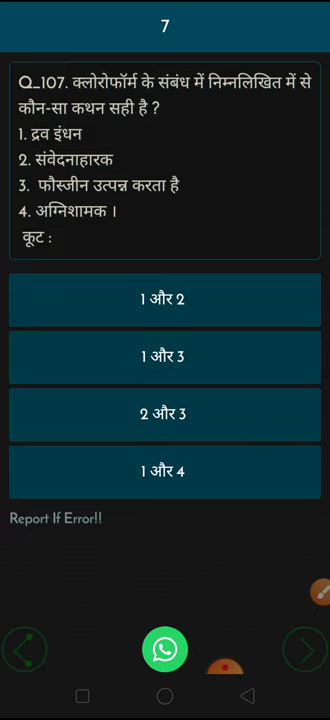 7
Q_107. क्लोरोफॉर्म के संबंध में निम्नलिखित में से
कौन-सा कथन सही है ?
1. द्रव इंधन
2. संवेदनाहारक
3. फौस्जीन उत्पन्न करता है
4. अग्निशामक ।
कूट :
1 और 2
1 और 3
2 और 3
1 और 4
Report If Error!!